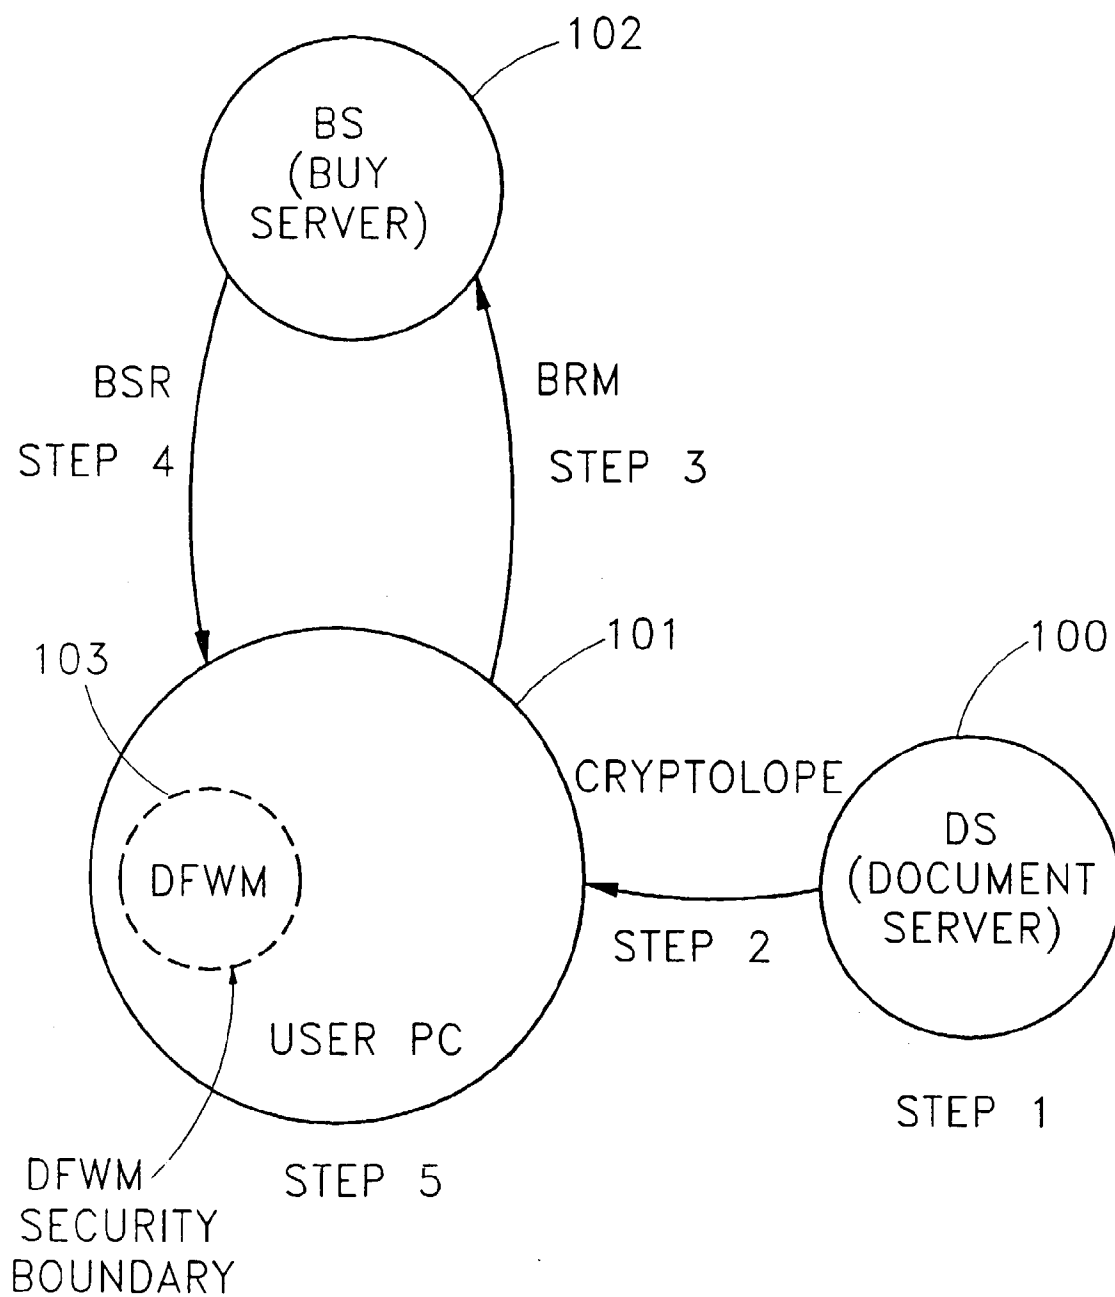 102
BS
(BUY
SERVER)
BSR
BRM
STEP 4
STEP 3
103
101
100
CRYPTOLOPE
DS
(DOCUMENT
SERVER)
DFWM
STEP 2
USER PC
STEP 1
STEP 5
DFWM
SECURITY
BOUNDARY